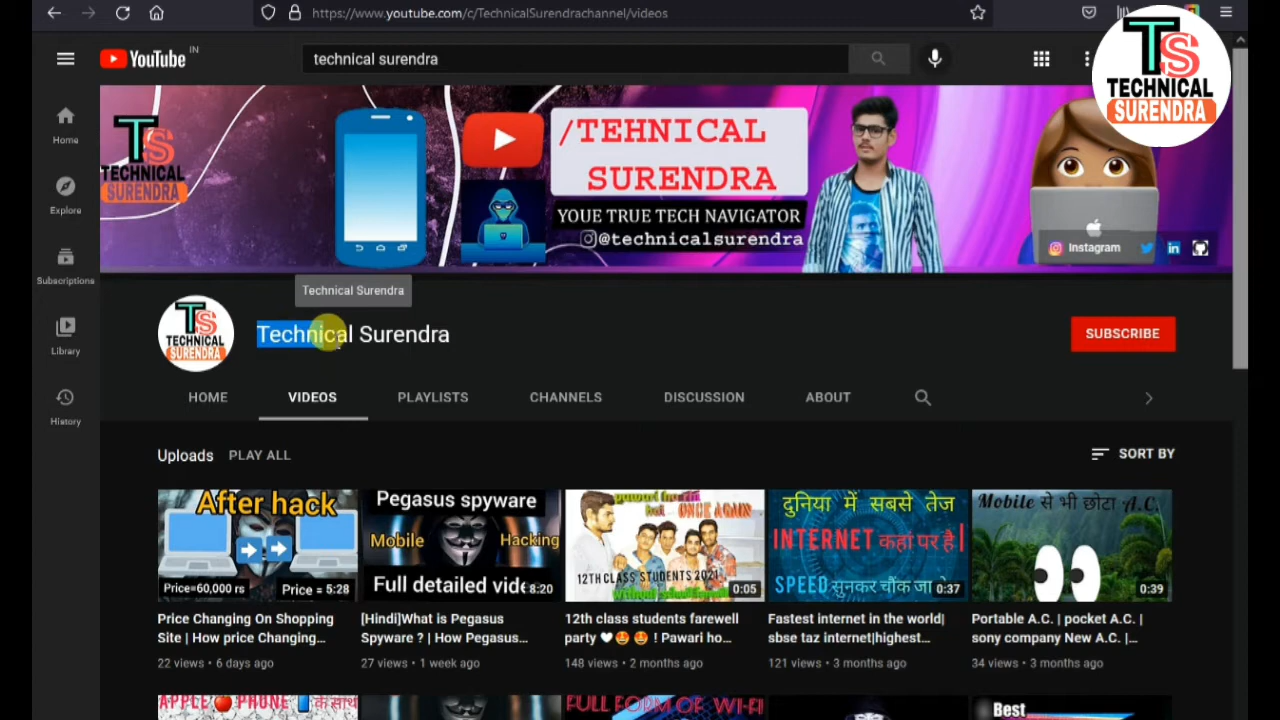 https://www.youtube.com/c/TechnicalSurendrachannel/videos
YouTube IN
technical surendra
TS
TECHNICAL
SURENDRA
Home
Explore
Subscriptions
Library
History
TS
TECHNICAL
SURENDRA
/TEHNICAL
SURENDRA
YOUE TRUE TECH NAVIGATOR
@technicalsurendra
Instagram
Technical Surendra
TS
TECHNICAL
SURENDRA
Technical Surendra
SUBSCRIBE
HOME VIDEOS PLAYLISTS CHANNELS DISCUSSION ABOUT
Uploads PLAY ALL
SORT BY
After hack
Price=60,000 rs
Price = 5:28
Price Changing On Shopping
Site | How price Changing...
22 views • 6 days ago
Pegasus spyware
Mobile Hacking
Full detailed vide 8:20
[Hindi]What is Pegasus
Spyware ? | How Pegasus...
27 views • 1 week ago
ONCE AGAIN
12TH CLASS STUDENTS 2021
0:05
12th class students farewell
party ❤🤩🤩 ! Pawari ho...
148 views • 2 months ago
दुनिया में सबसे तेज
INTERNET कहां पर है|
SPEED सुनकर चौंक जा 0:37
Fastest internet in the world|
sbse taz internet|highest...
121 views • 3 months ago
Mobile से भी छोटा A.C.
0:39
Portable A.C. | pocket A.C. |
sony company New A.C. |...
34 views • 3 months ago
APPLE PHONE के साथ
FULL FORM OF WI-FI
Best